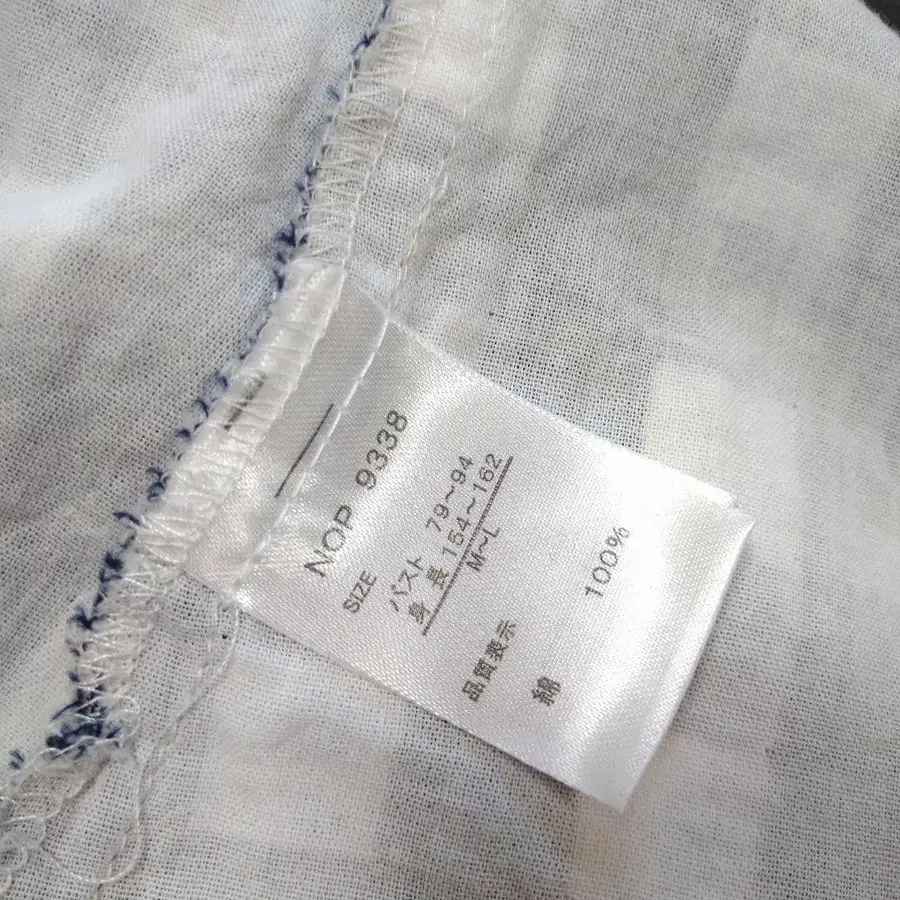 NOP 9338
SIZE
バスト 79～94
身長 154～162
M～L
品質表示
綿 100%